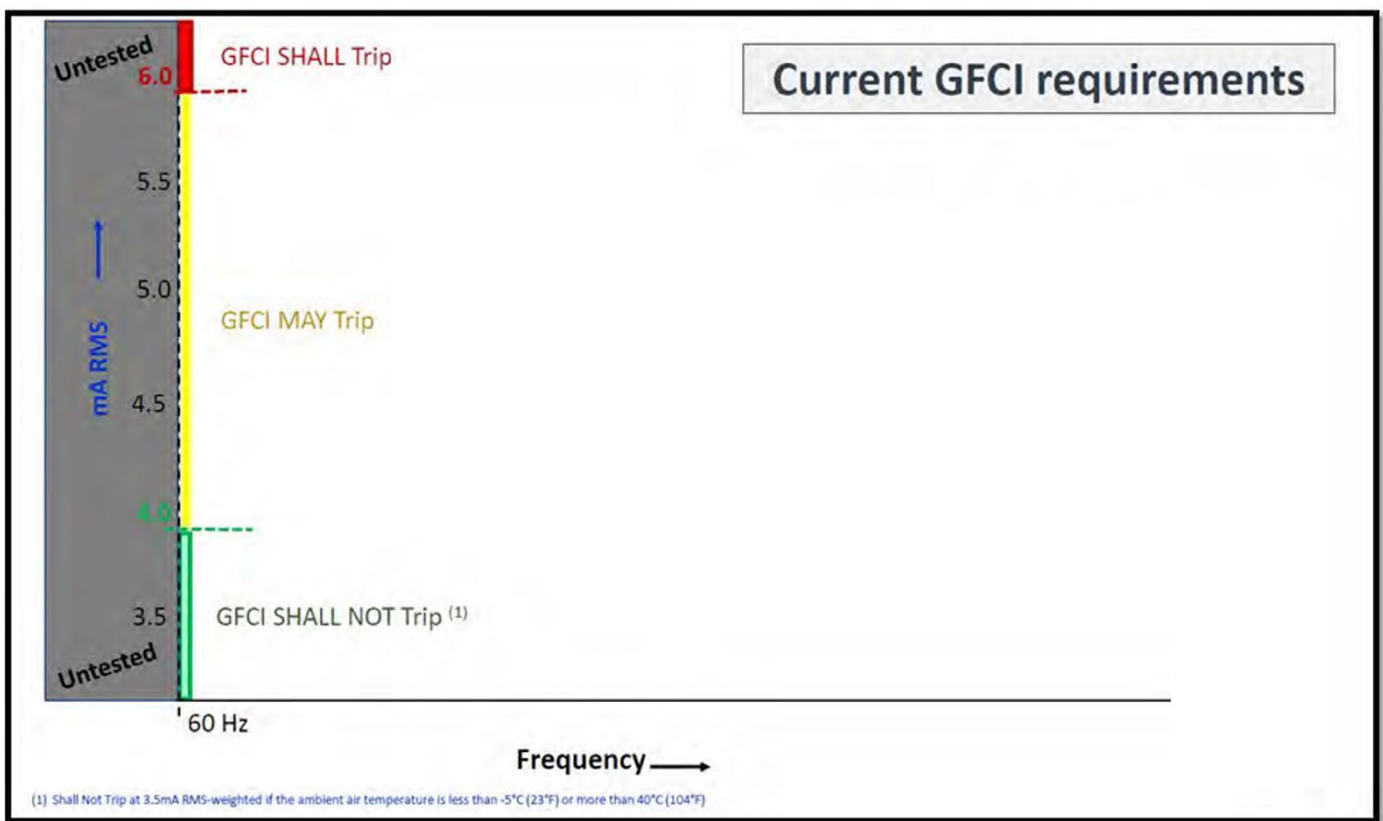 Current GFCI requirements
Untested
6.0
GFCI SHALL Trip
5.5
5.0
GFCI MAY Trip
mA RMS
4.5
4.0
3.5
GFCI SHALL NOT Trip (1)
Untested
60 Hz
Frequency
(1) Shall Not Trip at 3.5mA RMS-weighted if the ambient air temperature is less than -5°C (23°F) or more than 40°C (104°F)